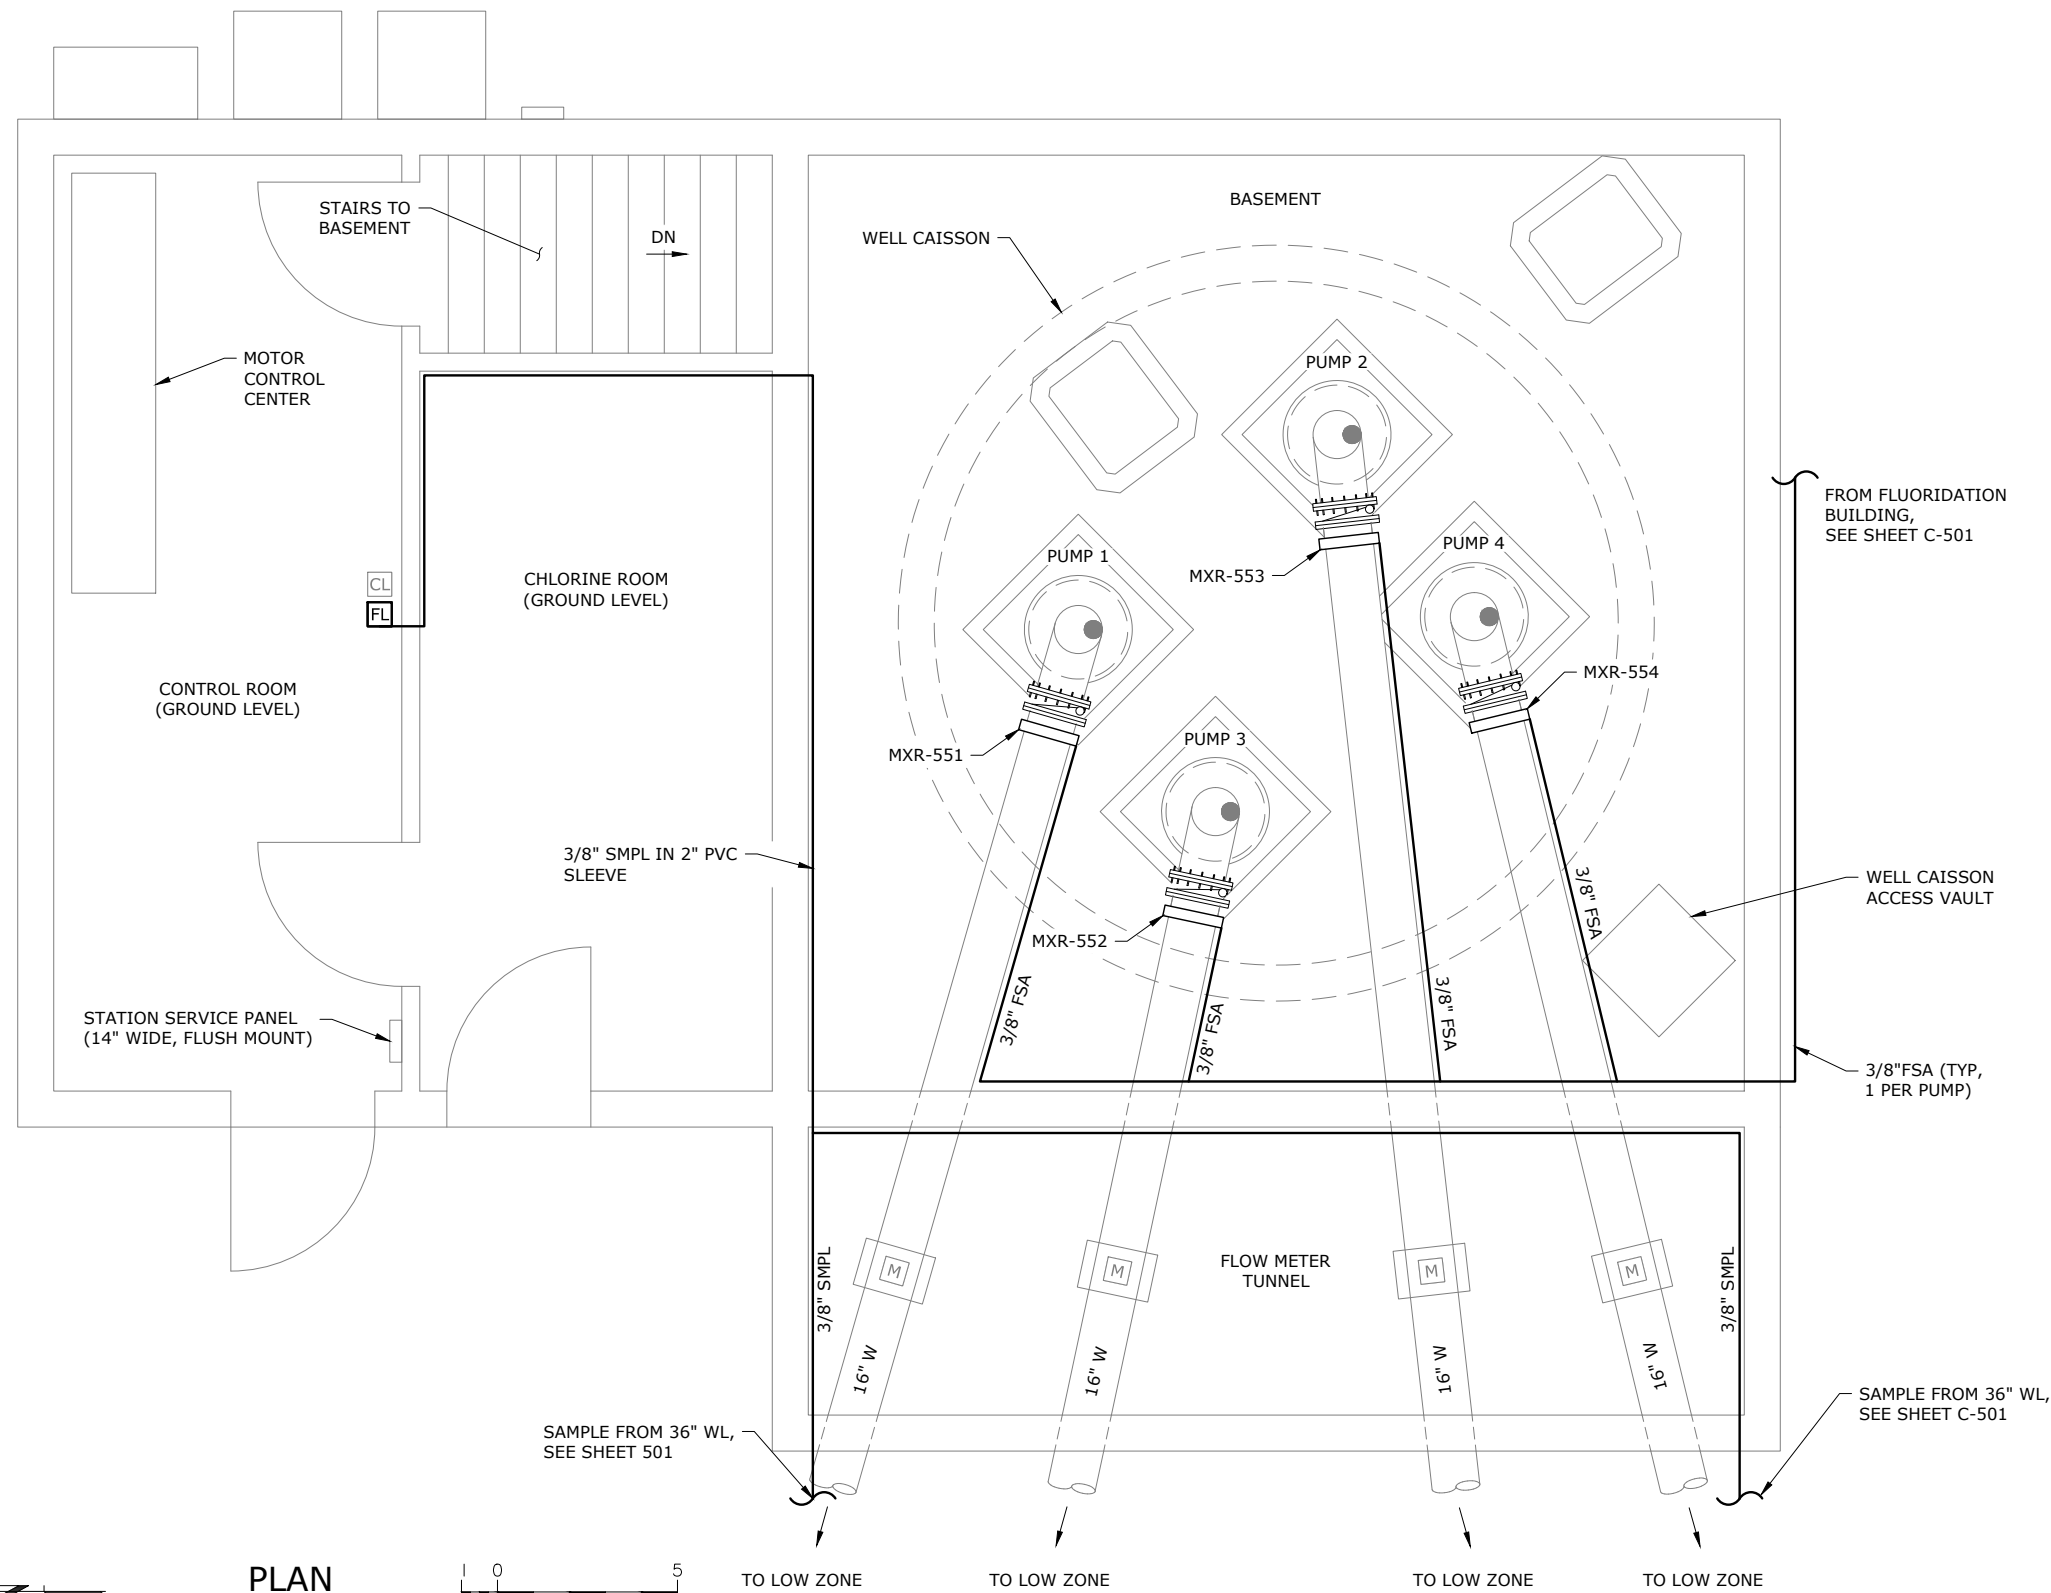 BASEMENT
STAIRS TO
BASEMENT
DN
WELL CAISSON
PUMP 2
MOTOR
CONTROL
CENTER
FROM FLUORIDATION
BUILDING,
SEE SHEET C-501
PUMP 4
PUMP 1
MXR-553
CL
FL
CHLORINE ROOM
(GROUND LEVEL)
MXR-554
CONTROL ROOM
(GROUND LEVEL)
PUMP 3
MXR-551
3/8" SMPL IN 2" PVC
SLEEVE
WELL CAISSON
ACCESS VAULT
MXR-552
3/8" FSA
3/8" FSA
3/8" FSA
3/8" FSA
STATION SERVICE PANEL
(14" WIDE, FLUSH MOUNT)
3/8"FSA (TYP,
1 PER PUMP)
FLOW METER
TUNNEL
M
M
M
M
3/8" SMPL
3/8" SMPL
16" W
16" W
16" W
16" W
SAMPLE FROM 36" WL,
SEE SHEET 501
SAMPLE FROM 36" WL,
SEE SHEET C-501
PLAN
1 0 5
TO LOW ZONE
TO LOW ZONE
TO LOW ZONE
TO LOW ZONE